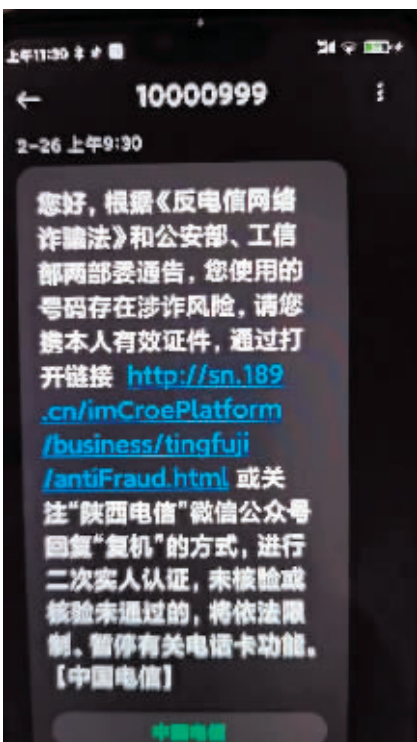 上午11:39
10000999
2-26 上午9:30
您好，根据《反电信网络
诈骗法》和公安部、工信
部两部委通告，您使用的
号码存在涉诈风险，请您
携本人有效证件，通过打
开链接 http://sn.189
.cn/imCroePlatform
/business/tingfuji
/antiFraud.html 或关
注“陕西电信”微信公众号
回复“复机”的方式，进行
二次实人认证，未核验或
核验未通过的，将依法限
制、暂停有关电话卡功能。
【中国电信】
中国电信